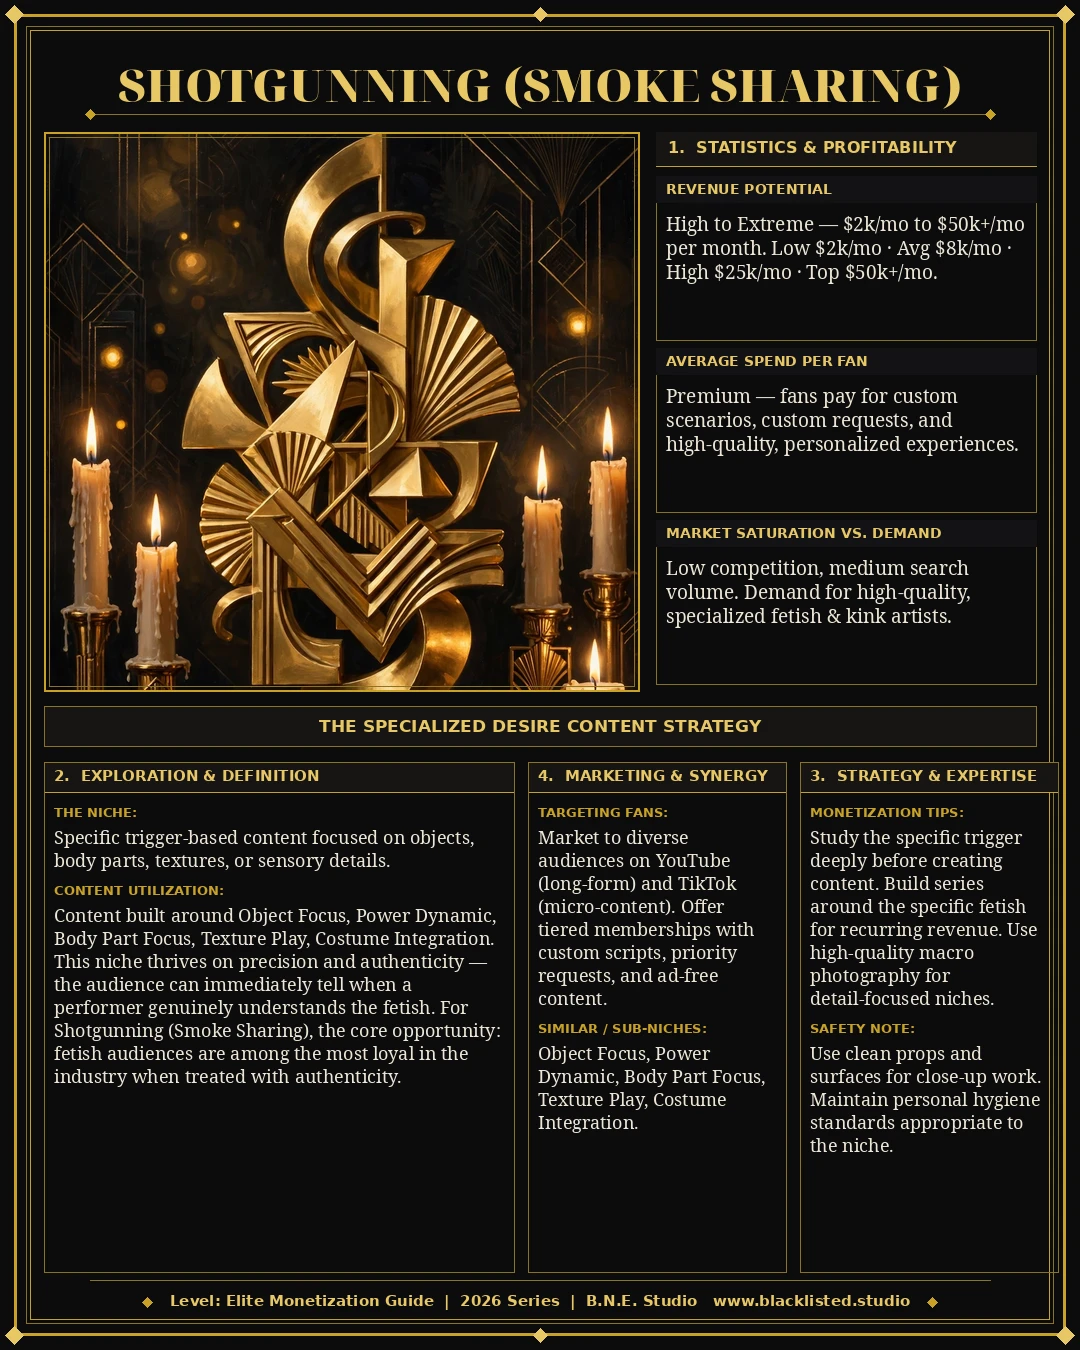 SHOTGUNNING (SMOKE SHARING)
1.  STATISTICS & PROFITABILITY
REVENUE POTENTIAL
High to Extreme — $2k/mo to $50k+/mo
per month. Low $2k/mo · Avg $8k/mo ·
High $25k/mo · Top $50k+/mo.
AVERAGE SPEND PER FAN
Premium — fans pay for custom
scenarios, custom requests, and
high-quality, personalized experiences.
MARKET SATURATION VS. DEMAND
Low competition, medium search
volume. Demand for high-quality,
specialized fetish & kink artists.
THE SPECIALIZED DESIRE CONTENT STRATEGY
2.  EXPLORATION & DEFINITION
THE NICHE:
Specific trigger-based content focused on objects,
body parts, textures, or sensory details.
CONTENT UTILIZATION:
Content built around Object Focus, Power Dynamic,
Body Part Focus, Texture Play, Costume Integration.
This niche thrives on precision and authenticity —
the audience can immediately tell when a
performer genuinely understands the fetish. For
Shotgunning (Smoke Sharing), the core opportunity:
fetish audiences are among the most loyal in the
industry when treated with authenticity.
4.  MARKETING & SYNERGY
TARGETING FANS:
Market to diverse
audiences on YouTube
(long-form) and TikTok
(micro-content). Offer
tiered memberships with
custom scripts, priority
requests, and ad-free
content.
SIMILAR / SUB-NICHES:
Object Focus, Power
Dynamic, Body Part Focus,
Texture Play, Costume
Integration.
3.  STRATEGY & EXPERTISE
MONETIZATION TIPS:
Study the specific trigger
deeply before creating
content. Build series
around the specific fetish
for recurring revenue. Use
high-quality macro
photography for
detail-focused niches.
SAFETY NOTE:
Use clean props and
surfaces for close-up work.
Maintain personal hygiene
standards appropriate to
the niche.
Level: Elite Monetization Guide  |  2026 Series  |  B.N.E. Studio   www.blacklisted.studio